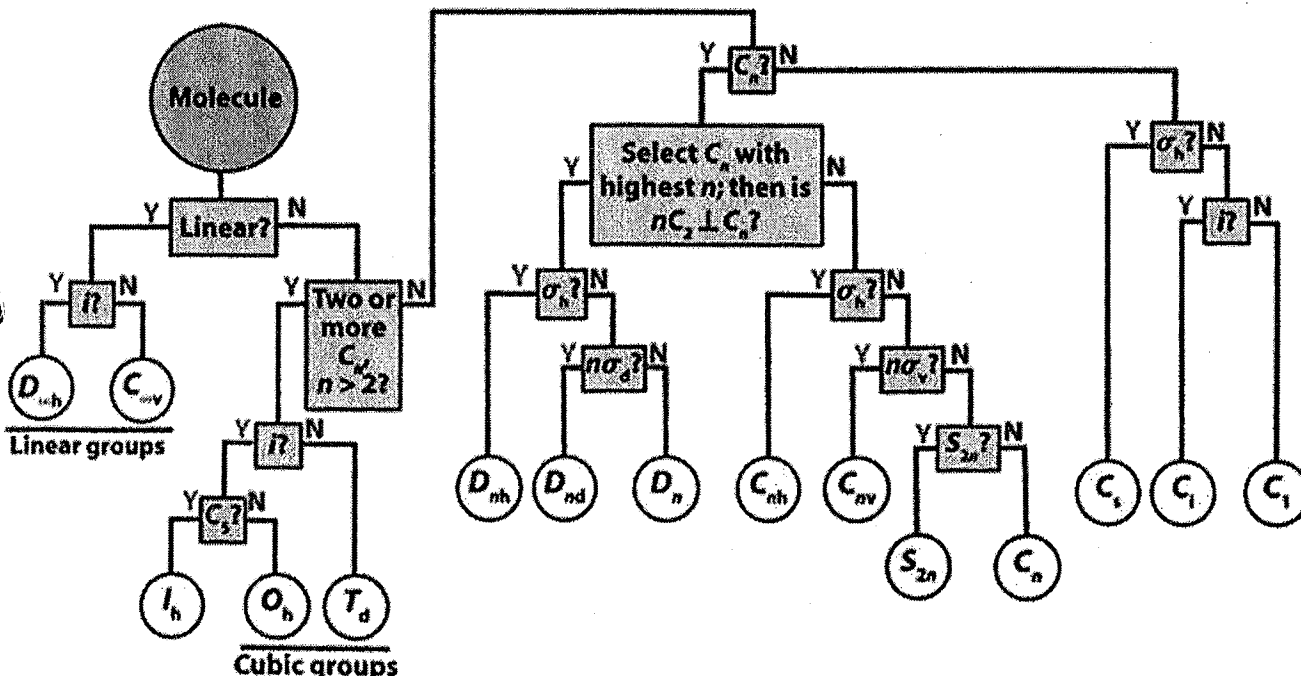 Molecule
Y
Linear?
N
Y
i?
N
D∞h
C∞v
Linear groups
Y
Two or
more
Cn,
n > 2?
N
Y
i?
N
Y
C5?
N
Ih
Oh
Td
Cubic groups
Y
Cn?
N
Y
Select Cn with
highest n; then is
nC2 ⊥ Cn?
N
Y
σh?
N
Y
nσd?
N
Dnh
Dnd
Dn
Y
σh?
N
Y
nσv?
N
Y
S2n?
N
Cnh
Cnv
S2n
Cn
Y
σh?
N
Y
i?
N
Cs
Ci
C1